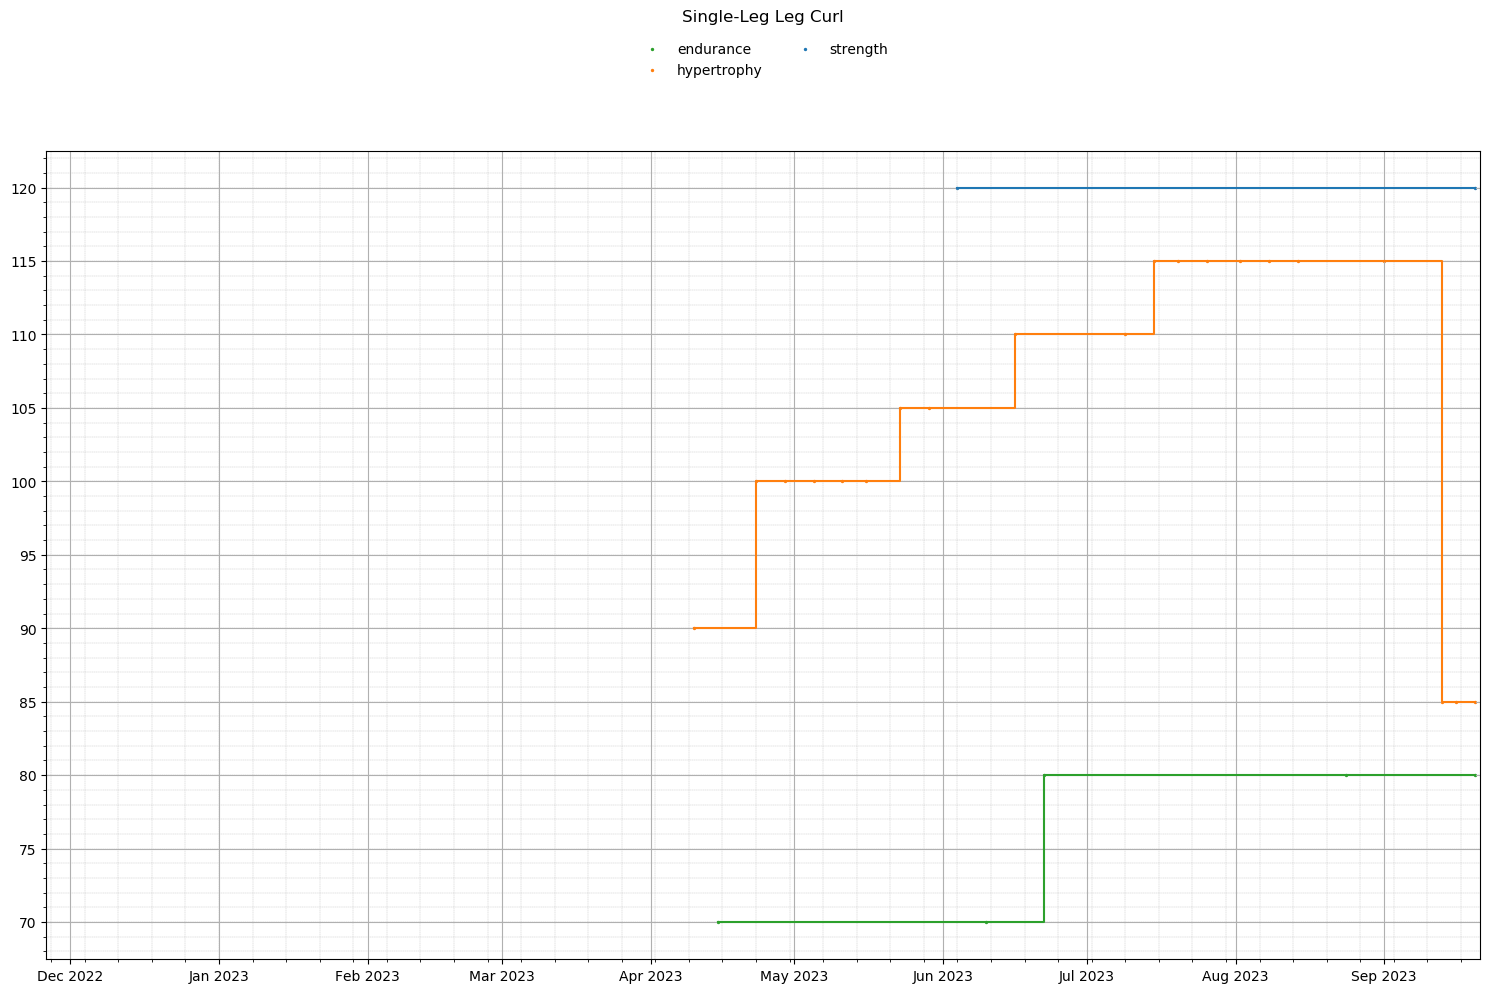 Single-Leg Leg Curl
endurance
hypertrophy
strength
120
115
110
105
100
95
90
85
80
75
70
Dec 2022
Jan 2023
Feb 2023
Mar 2023
Apr 2023
May 2023
Jun 2023
Jul 2023
Aug 2023
Sep 2023